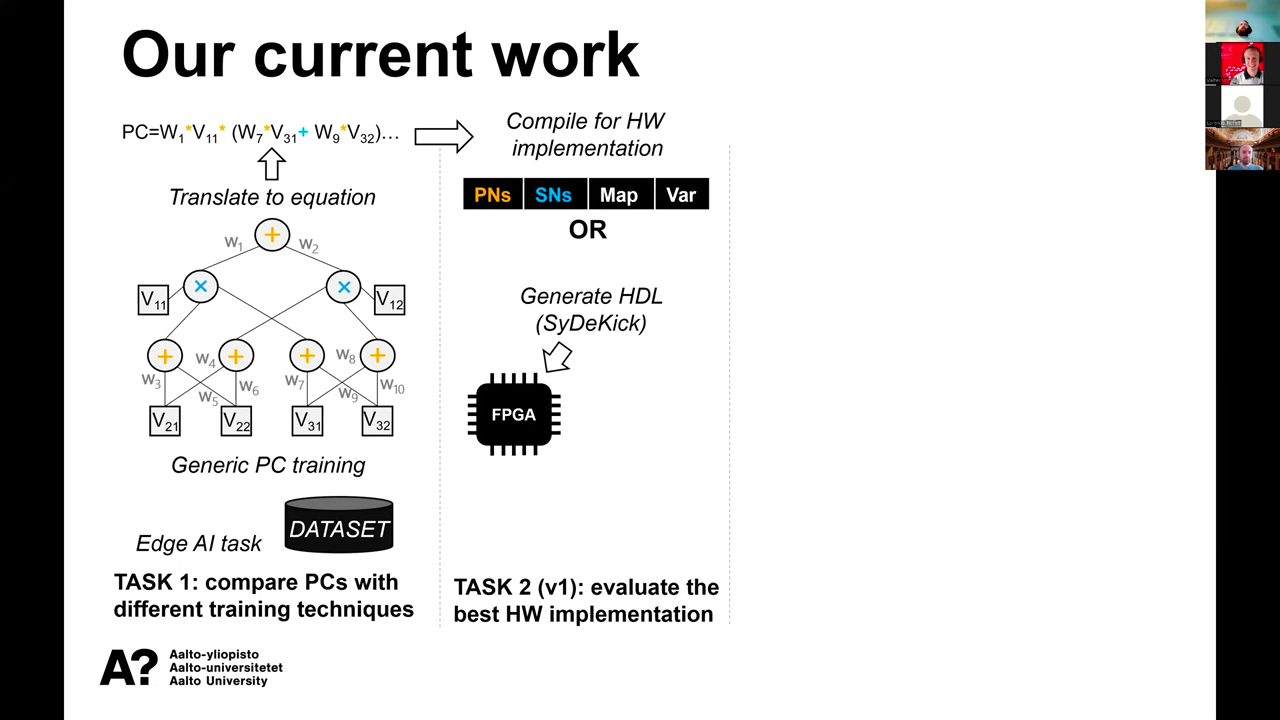 Our current work
PC=W1*V11* (W7*V31+ W9*V32)…
Translate to equation
W1
W2
V11
V12
W3
W4
W5
W6
W7
W8
W9
W10
V21
V22
V31
V32
Generic PC training
Edge AI task
DATASET
TASK 1: compare PCs with
different training techniques
Compile for HW
implementation
PNs SNs Map Var
OR
Generate HDL
(SyDeKick)
FPGA
TASK 2 (v1): evaluate the
best HW implementation
A?
Aalto-yliopisto
Aalto-universitetet
Aalto University